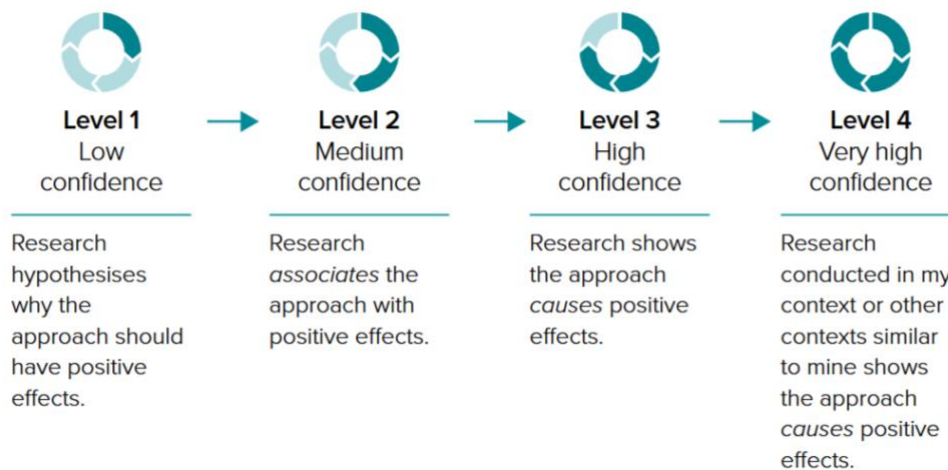 Level 1
Low
confidence
Research
hypothesises
why the
approach should
have positive
effects.
Level 2
Medium
confidence
Research
associates the
approach with
positive effects.
Level 3
High
confidence
Research shows
the approach
causes positive
effects.
Level 4
Very high
confidence
Research
conducted in my
context or other
contexts similar
to mine shows
the approach
causes positive
effects.